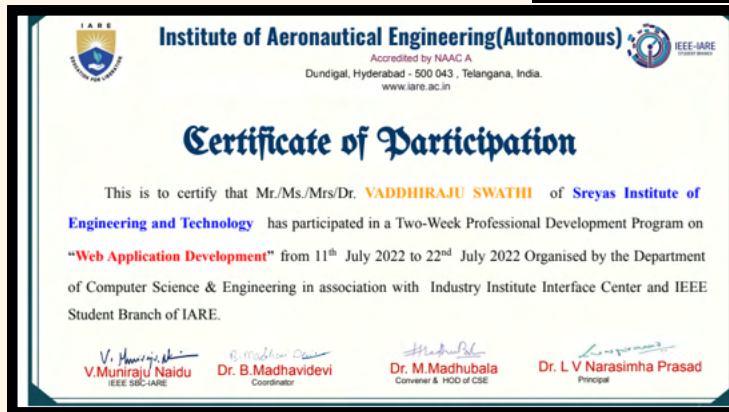 I A R E
EDUCATION FOR LIBERATION
Institute of Aeronautical Engineering(Autonomous)
IEEE-IARE
STUDENT BRANCH
Accredited by NAAC A
Dundigal, Hyderabad - 500 043 , Telangana, India.
www.iare.ac.in
Certificate of Participation
This is to certify that Mr./Ms./Mrs/Dr. VADDHIRAJU SWATHI of Sreyas Institute of
Engineering and Technology has participated in a Two-Week Professional Development Program on
“Web Application Development” from 11th July 2022 to 22nd July 2022 Organised by the Department
of Computer Science & Engineering in association with Industry Institute Interface Center and IEEE
Student Branch of IARE.
V.Muniraju Naidu
IEEE SBC-IARE
Dr. B.Madhavidevi
Coordinator
Dr. M.Madhubala
Convener & HOD of CSE
Dr. L V Narasimha Prasad
Principal